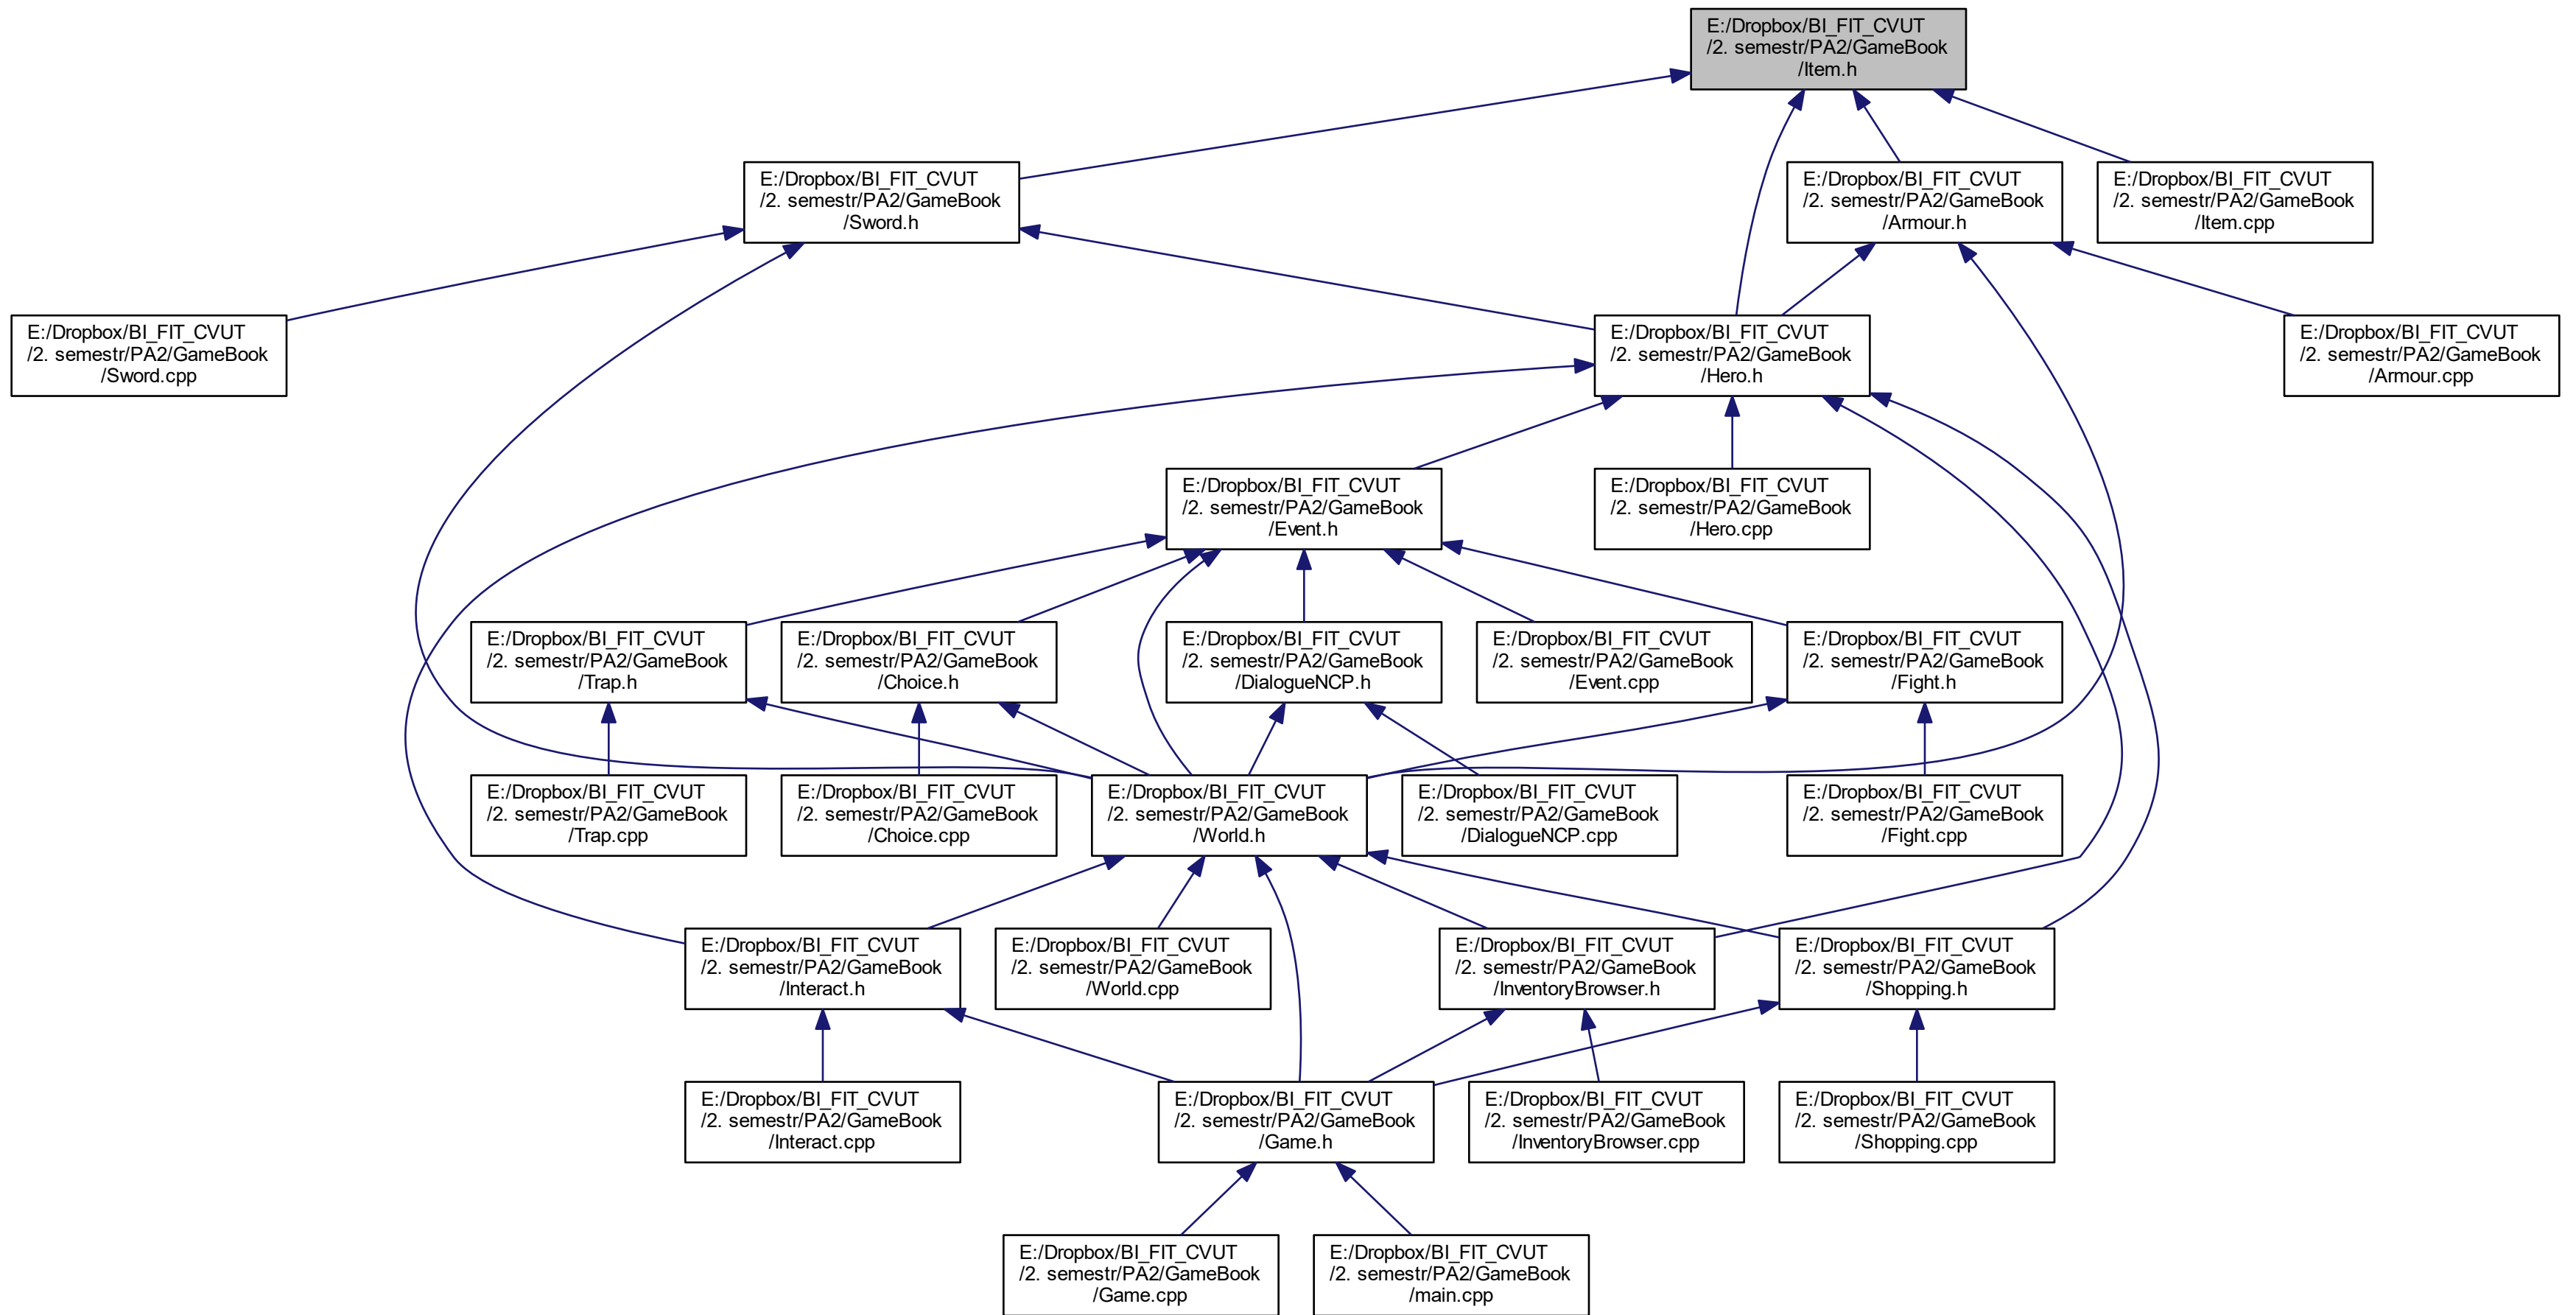 E:/Dropbox/BI_FIT_CVUT
/2. semestr/PA2/GameBook
/Item.h
E:/Dropbox/BI_FIT_CVUT
/2. semestr/PA2/GameBook
/Sword.h
E:/Dropbox/BI_FIT_CVUT
/2. semestr/PA2/GameBook
/Armour.h
E:/Dropbox/BI_FIT_CVUT
/2. semestr/PA2/GameBook
/Item.cpp
E:/Dropbox/BI_FIT_CVUT
/2. semestr/PA2/GameBook
/Sword.cpp
E:/Dropbox/BI_FIT_CVUT
/2. semestr/PA2/GameBook
/Hero.h
E:/Dropbox/BI_FIT_CVUT
/2. semestr/PA2/GameBook
/Armour.cpp
E:/Dropbox/BI_FIT_CVUT
/2. semestr/PA2/GameBook
/Event.h
E:/Dropbox/BI_FIT_CVUT
/2. semestr/PA2/GameBook
/Hero.cpp
E:/Dropbox/BI_FIT_CVUT
/2. semestr/PA2/GameBook
/Trap.h
E:/Dropbox/BI_FIT_CVUT
/2. semestr/PA2/GameBook
/Choice.h
E:/Dropbox/BI_FIT_CVUT
/2. semestr/PA2/GameBook
/DialogueNCP.h
E:/Dropbox/BI_FIT_CVUT
/2. semestr/PA2/GameBook
/Event.cpp
E:/Dropbox/BI_FIT_CVUT
/2. semestr/PA2/GameBook
/Fight.h
E:/Dropbox/BI_FIT_CVUT
/2. semestr/PA2/GameBook
/Trap.cpp
E:/Dropbox/BI_FIT_CVUT
/2. semestr/PA2/GameBook
/Choice.cpp
E:/Dropbox/BI_FIT_CVUT
/2. semestr/PA2/GameBook
/World.h
E:/Dropbox/BI_FIT_CVUT
/2. semestr/PA2/GameBook
/DialogueNCP.cpp
E:/Dropbox/BI_FIT_CVUT
/2. semestr/PA2/GameBook
/Fight.cpp
E:/Dropbox/BI_FIT_CVUT
/2. semestr/PA2/GameBook
/Interact.h
E:/Dropbox/BI_FIT_CVUT
/2. semestr/PA2/GameBook
/World.cpp
E:/Dropbox/BI_FIT_CVUT
/2. semestr/PA2/GameBook
/InventoryBrowser.h
E:/Dropbox/BI_FIT_CVUT
/2. semestr/PA2/GameBook
/Shopping.h
E:/Dropbox/BI_FIT_CVUT
/2. semestr/PA2/GameBook
/Interact.cpp
E:/Dropbox/BI_FIT_CVUT
/2. semestr/PA2/GameBook
/Game.h
E:/Dropbox/BI_FIT_CVUT
/2. semestr/PA2/GameBook
/InventoryBrowser.cpp
E:/Dropbox/BI_FIT_CVUT
/2. semestr/PA2/GameBook
/Shopping.cpp
E:/Dropbox/BI_FIT_CVUT
/2. semestr/PA2/GameBook
/Game.cpp
E:/Dropbox/BI_FIT_CVUT
/2. semestr/PA2/GameBook
/main.cpp